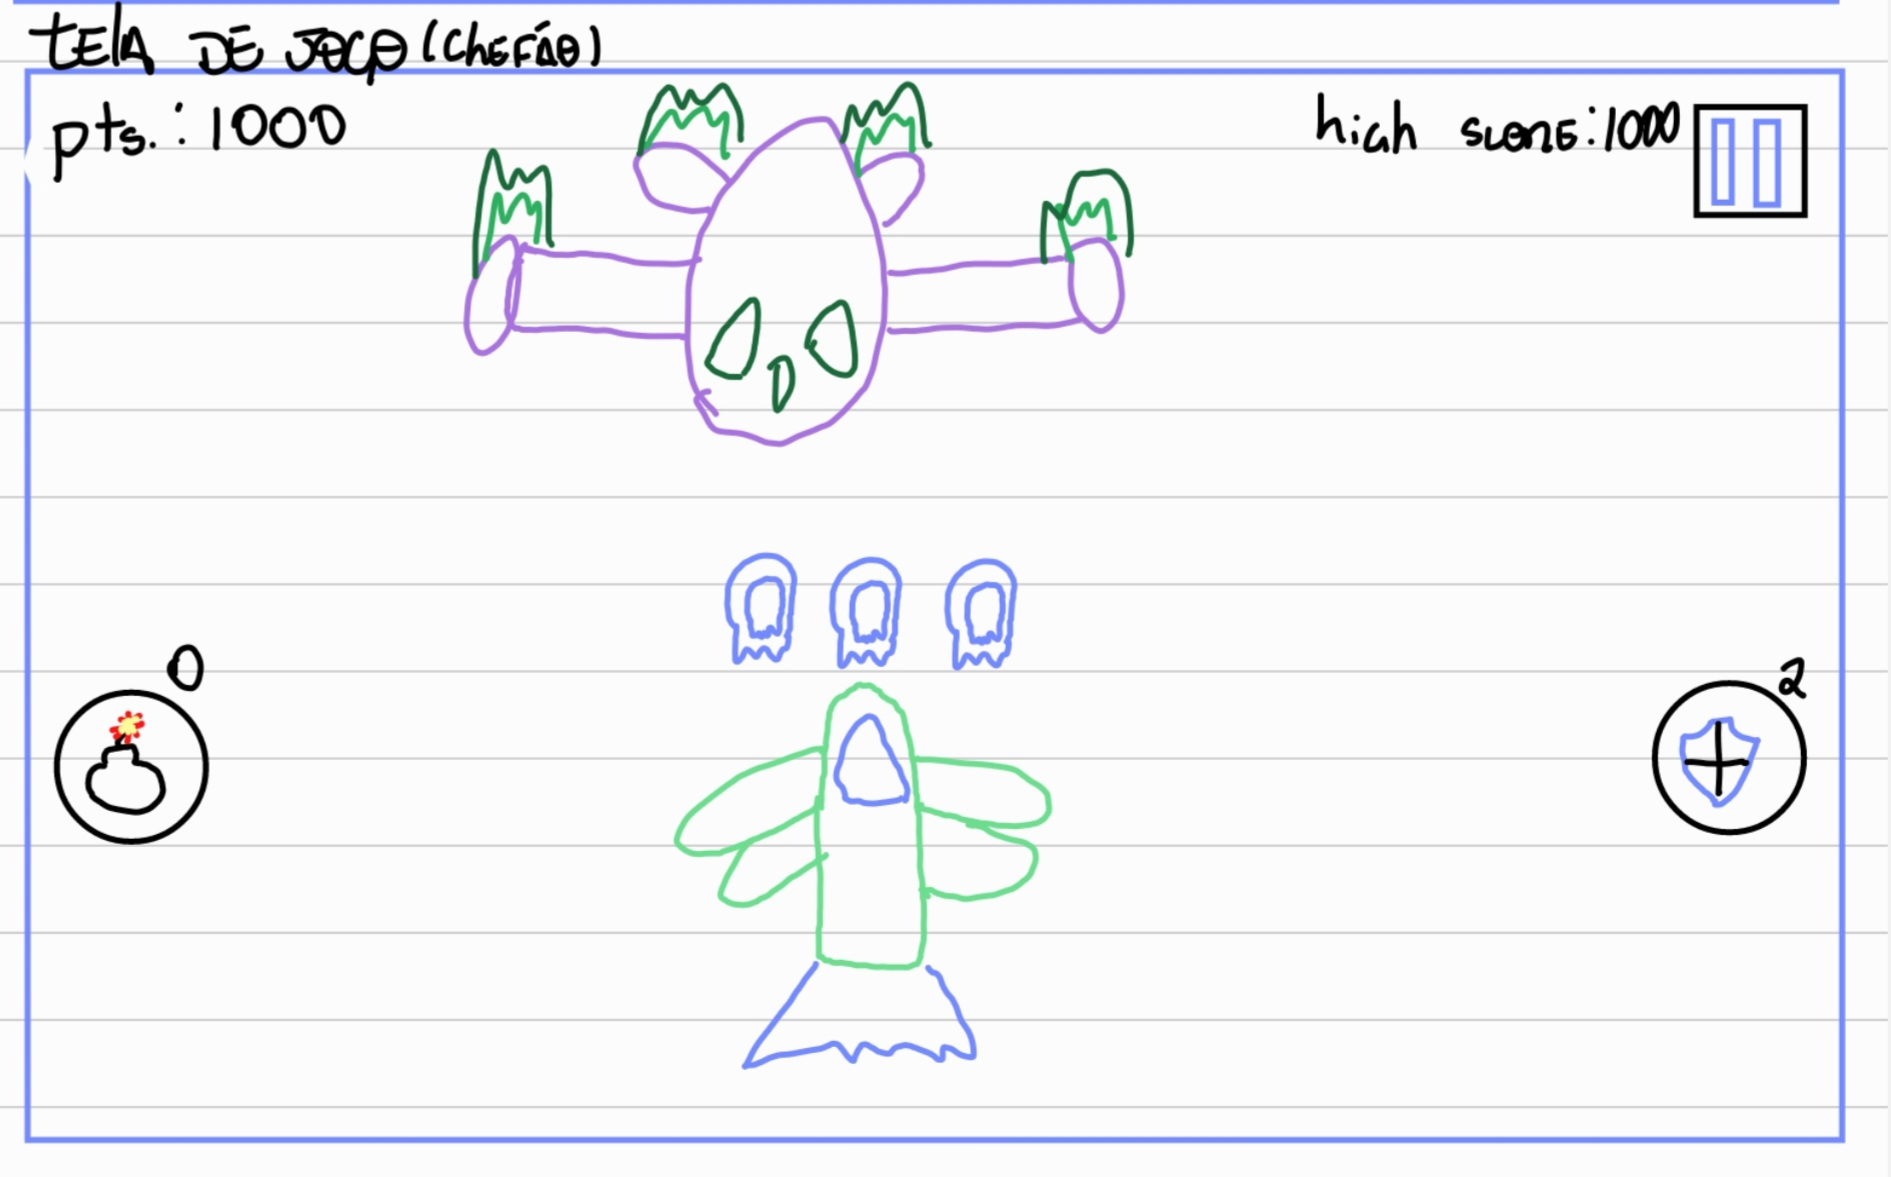 TELA DE JOGO (CHEFÃO)
pts.: 1000
high score: 1000
0
2